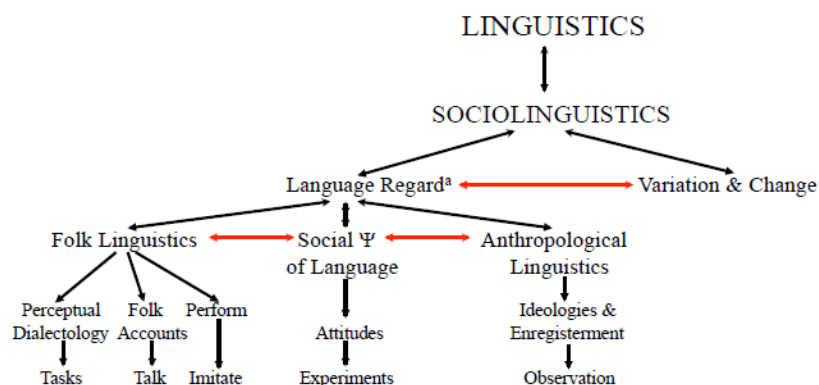 LINGUISTICS
SOCIOLINGUISTICS
Language Regardª
Variation & Change
Folk Linguistics
Social Ψ
of Language
Anthropological
Linguistics
Perceptual
Dialectology
Folk
Accounts
Perform
Attitudes
Ideologies &
Enregisterment
Tasks
Talk
Imitate
Experiments
Observation